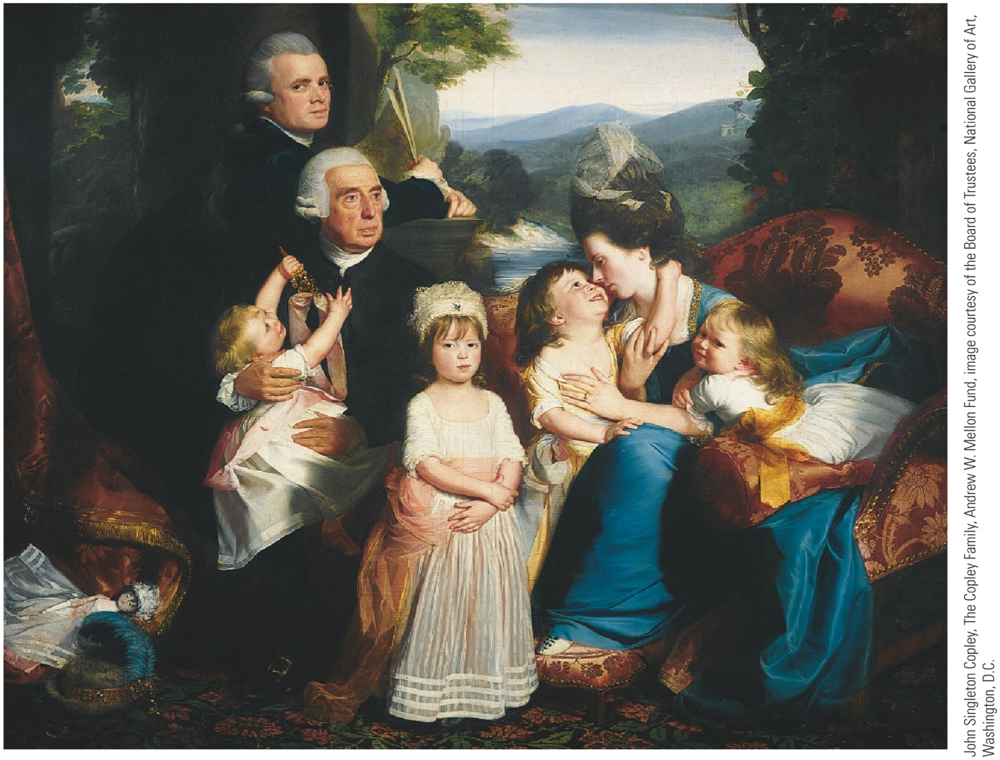 John Singleton Copley, The Copley Family, Andrew W. Mellon Fund, image courtesy of the Board of Trustees, National Gallery of Art,
Washington, D.C.